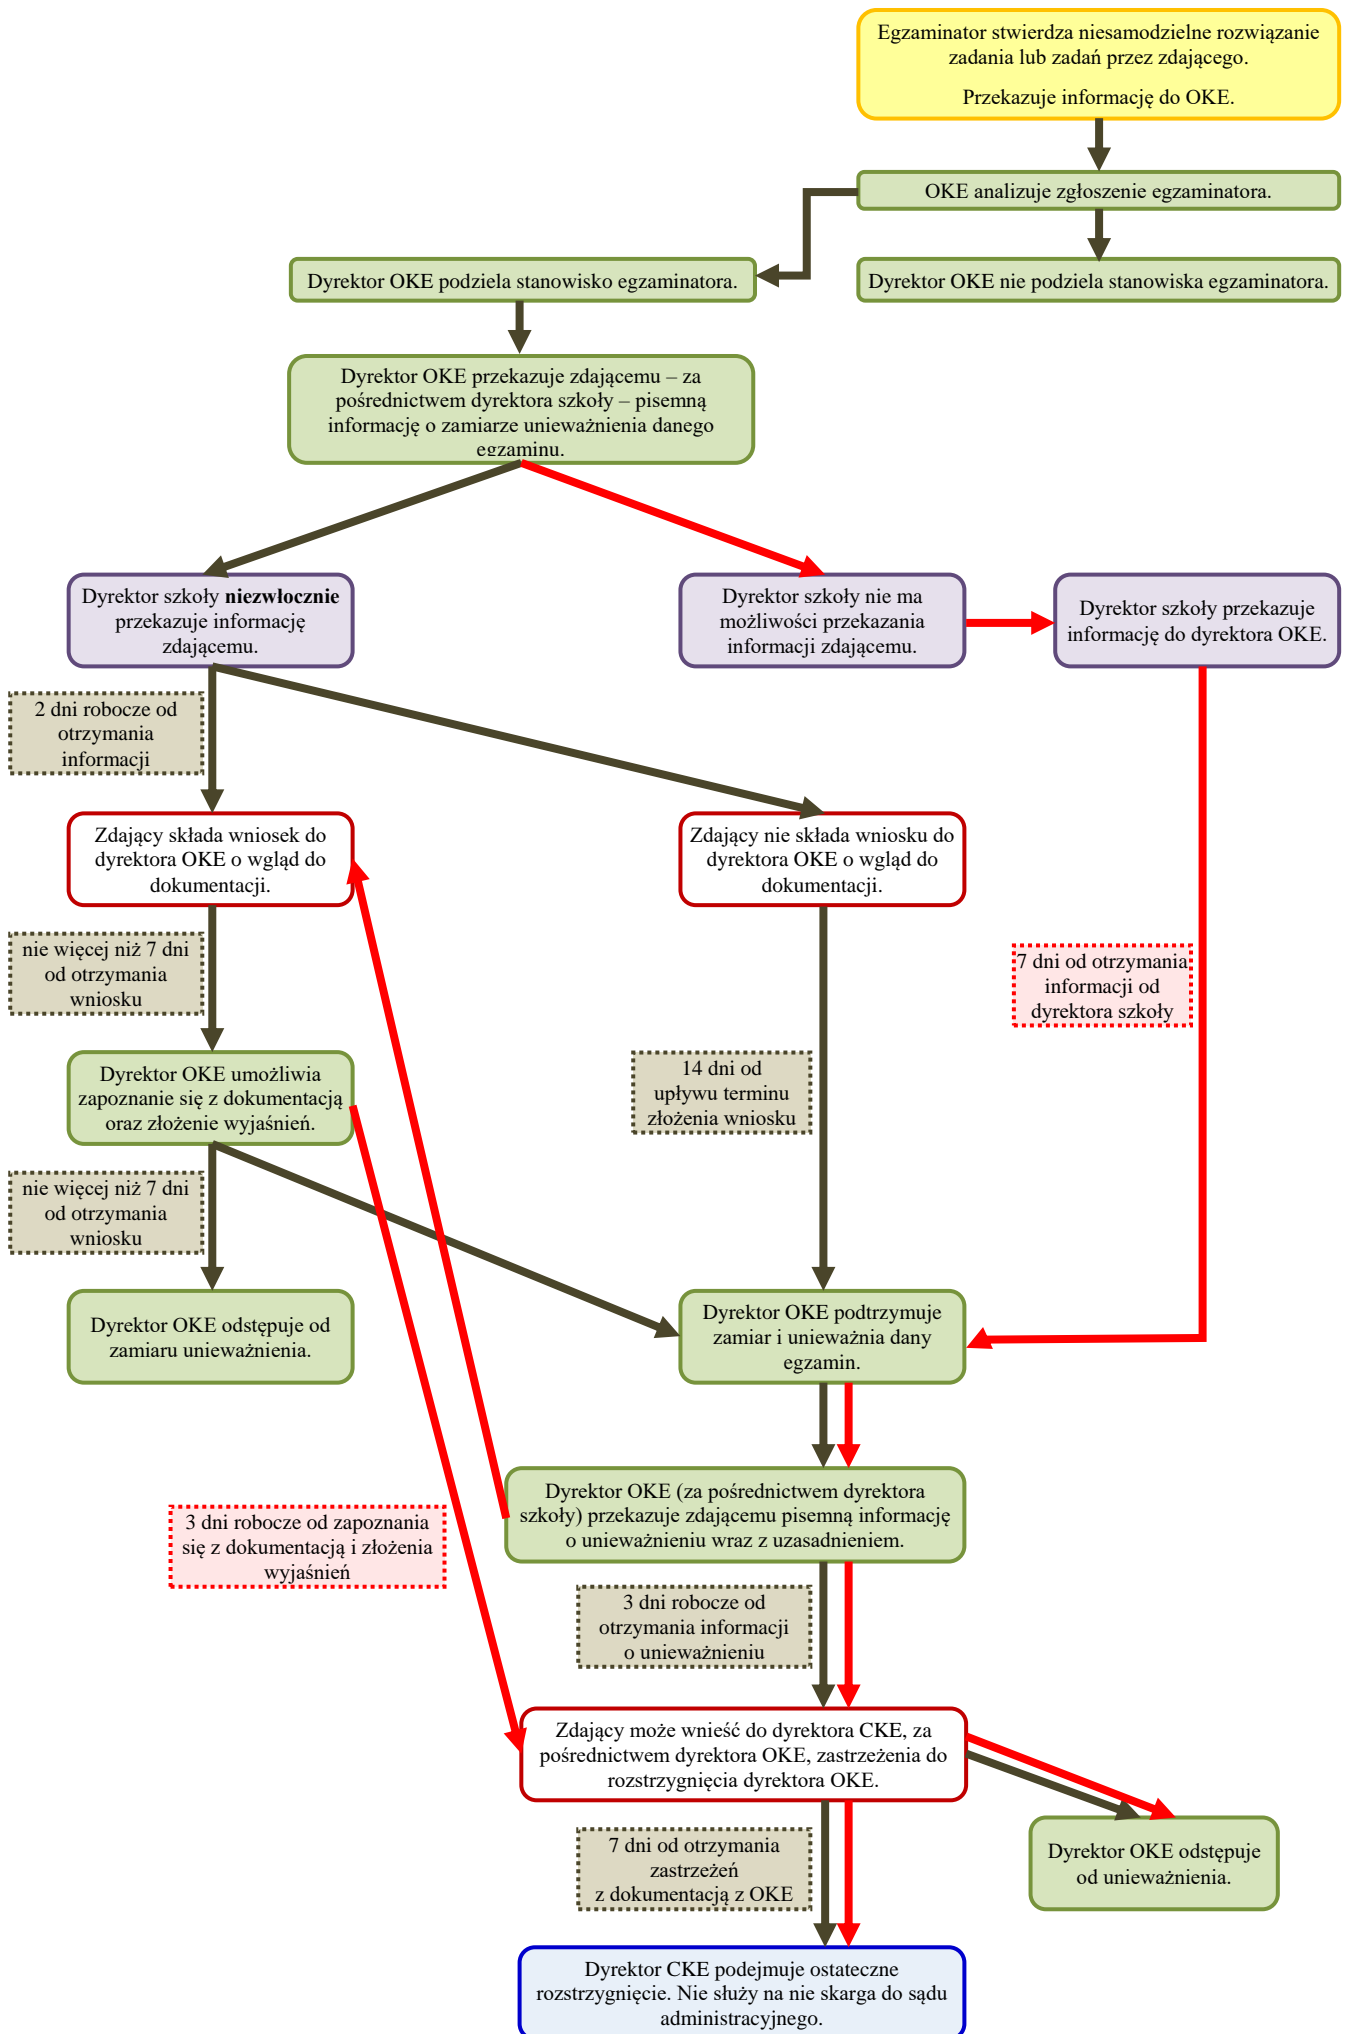 Egzaminator stwierdza niesamodzielne rozwiązanie
zadania lub zadań przez zdającego.
Przekazuje informację do OKE.
OKE analizuje zgłoszenie egzaminatora.
Dyrektor OKE podziela stanowisko egzaminatora.
Dyrektor OKE nie podziela stanowiska egzaminatora.
Dyrektor OKE przekazuje zdającemu – za
pośrednictwem dyrektora szkoły – pisemną
informację o zamiarze unieważnienia danego
egzaminu.
Dyrektor szkoły niezwłocznie
przekazuje informację
zdającemu.
Dyrektor szkoły nie ma
możliwości przekazania
informacji zdającemu.
Dyrektor szkoły przekazuje
informację do dyrektora OKE.
2 dni robocze od
otrzymania
informacji
Zdający składa wniosek do
dyrektora OKE o wgląd do
dokumentacji.
Zdający nie składa wniosku do
dyrektora OKE o wgląd do
dokumentacji.
nie więcej niż 7 dni
od otrzymania
wniosku
7 dni od otrzymania
informacji od
dyrektora szkoły
Dyrektor OKE umożliwia
zapoznanie się z dokumentacją
oraz złożenie wyjaśnień.
14 dni od
upływu terminu
złożenia wniosku
nie więcej niż 7 dni
od otrzymania
wniosku
Dyrektor OKE odstępuje od
zamiaru unieważnienia.
Dyrektor OKE podtrzymuje
zamiar i unieważnia dany
egzamin.
Dyrektor OKE (za pośrednictwem dyrektora
szkoły) przekazuje zdającemu pisemną informację
o unieważnieniu wraz z uzasadnieniem.
3 dni robocze od zapoznania
się z dokumentacją i złożenia
wyjaśnień
3 dni robocze od
otrzymania informacji
o unieważnieniu
Zdający może wnieść do dyrektora CKE, za
pośrednictwem dyrektora OKE, zastrzeżenia do
rozstrzygnięcia dyrektora OKE.
7 dni od otrzymania
zastrzeżeń
z dokumentacją z OKE
Dyrektor OKE odstępuje
od unieważnienia.
Dyrektor CKE podejmuje ostateczne
rozstrzygnięcie. Nie służy na nie skarga do sądu
administracyjnego.